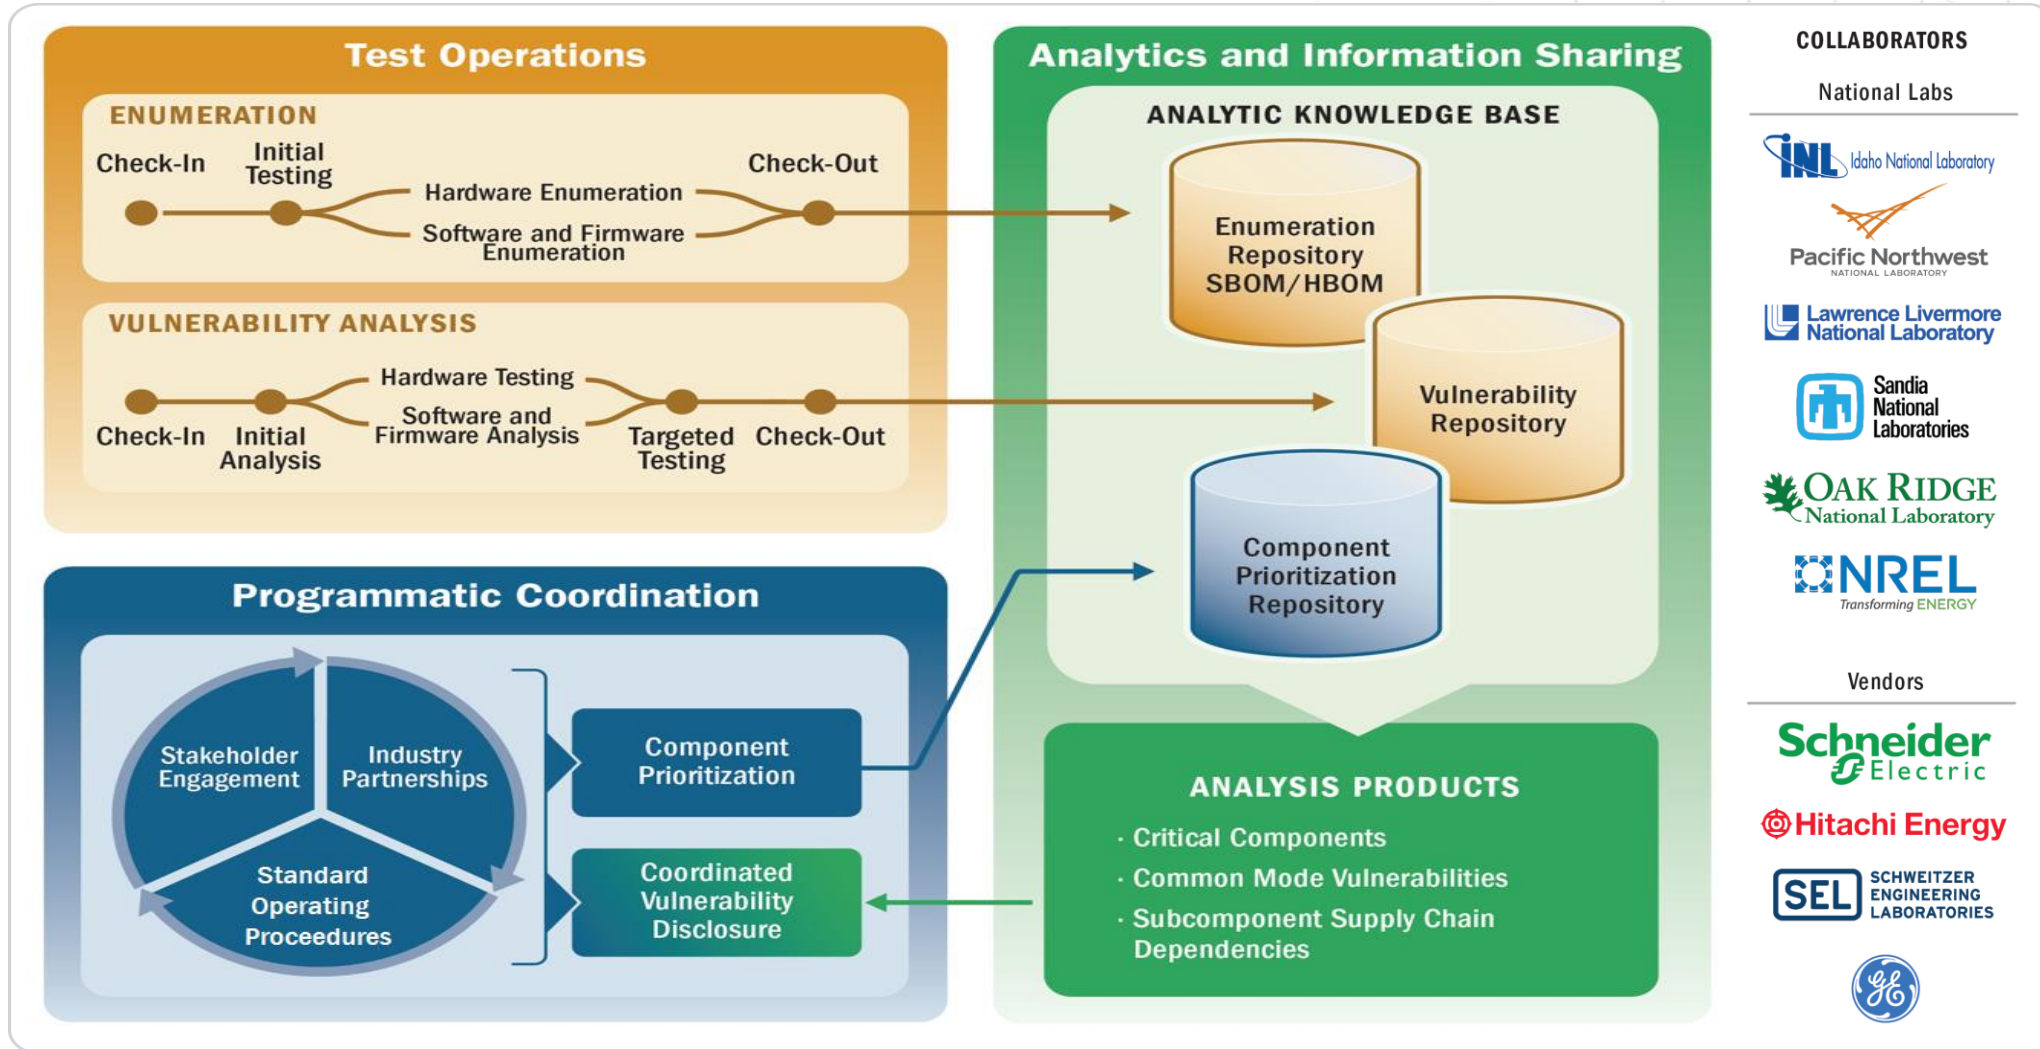 Test Operations
ENUMERATION
Check-In
Initial
Testing
Hardware Enumeration
Software and Firmware
Enumeration
Check-Out
VULNERABILITY ANALYSIS
Check-In
Initial
Analysis
Hardware Testing
Software and
Firmware Analysis
Targeted
Testing
Check-Out
Programmatic Coordination
Stakeholder
Engagement
Industry
Partnerships
Standard
Operating
Proceedures
Component
Prioritization
Coordinated
Vulnerability
Disclosure
Analytics and Information Sharing
ANALYTIC KNOWLEDGE BASE
Enumeration
Repository
SBOM/HBOM
Vulnerability
Repository
Component
Prioritization
Repository
ANALYSIS PRODUCTS
· Critical Components
· Common Mode Vulnerabilities
· Subcomponent Supply Chain
Dependencies
COLLABORATORS
National Labs
INL Idaho National Laboratory
Pacific Northwest
NATIONAL LABORATORY
Lawrence Livermore
National Laboratory
Sandia
National
Laboratories
OAK RIDGE
National Laboratory
NREL
Transforming ENERGY
Vendors
Schneider
Electric
Hitachi Energy
SEL SCHWEITZER
ENGINEERING
LABORATORIES
GE